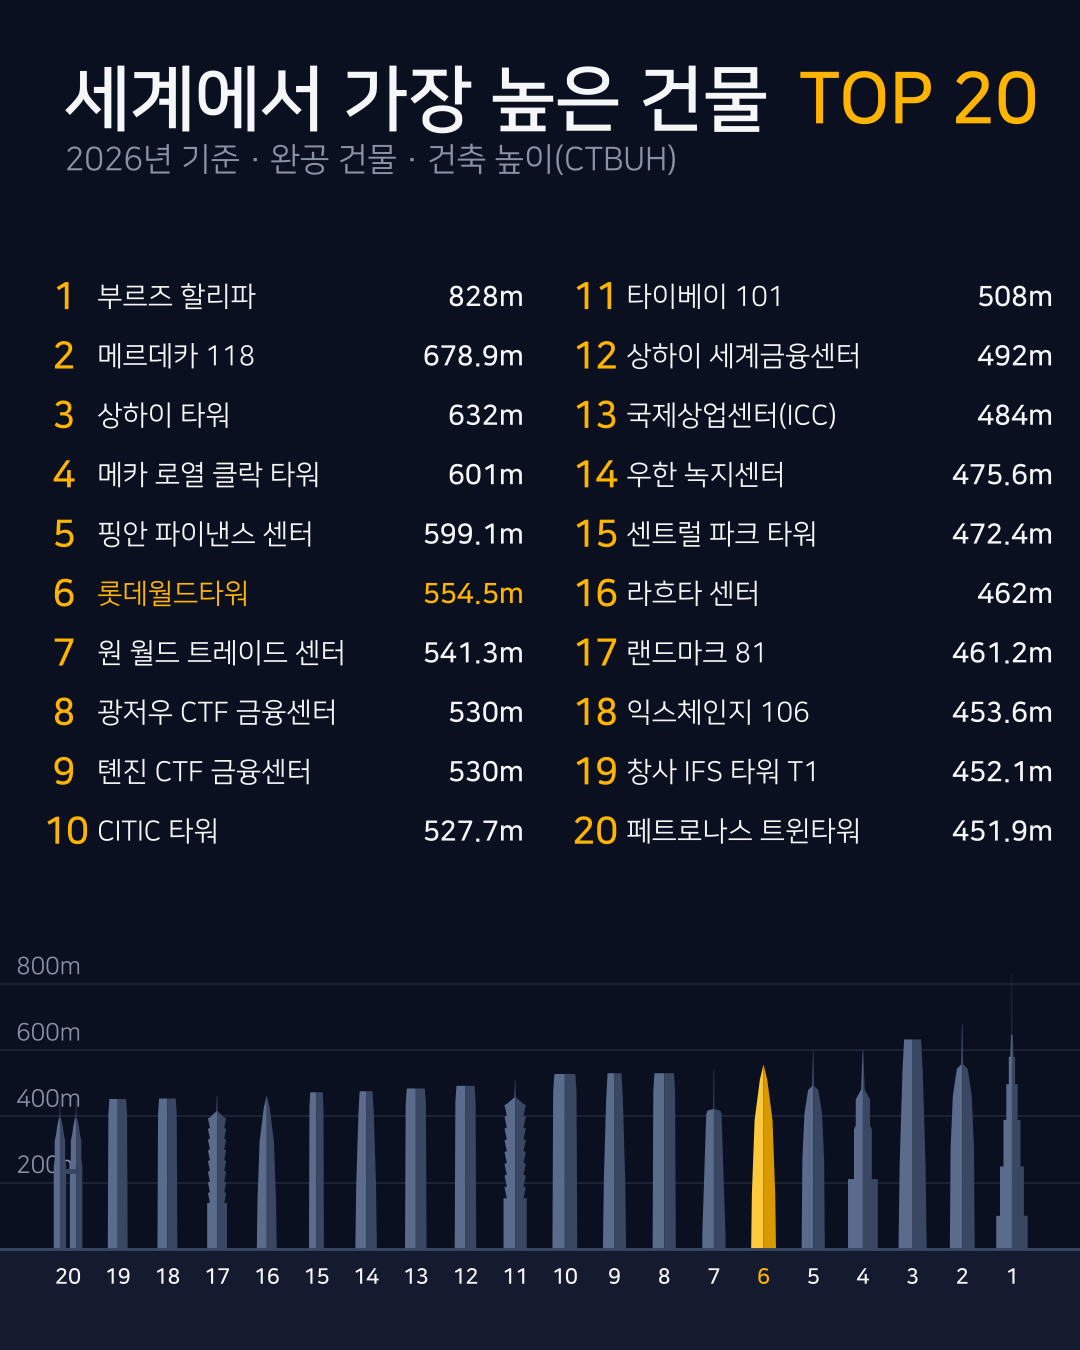 세계에서 가장 높은 건물 TOP 20
2026년 기준 · 완공 건물 · 건축 높이(CTBUH)
1 부르즈 할리파 828m
2 메르데카 118 678.9m
3 상하이 타워 632m
4 메카 로열 클락 타워 601m
5 핑안 파이낸스 센터 599.1m
6 롯데월드타워 554.5m
7 원 월드 트레이드 센터 541.3m
8 광저우 CTF 금융센터 530m
9 톈진 CTF 금융센터 530m
10 CITIC 타워 527.7m
11 타이베이 101 508m
12 상하이 세계금융센터 492m
13 국제상업센터(ICC) 484m
14 우한 녹지센터 475.6m
15 센트럴 파크 타워 472.4m
16 라흐타 센터 462m
17 랜드마크 81 461.2m
18 익스체인지 106 453.6m
19 창사 IFS 타워 T1 452.1m
20 페트로나스 트윈타워 451.9m
800m
600m
400m
200m
20 19 18 17 16 15 14 13 12 11 10 9 8 7 6 5 4 3 2 1